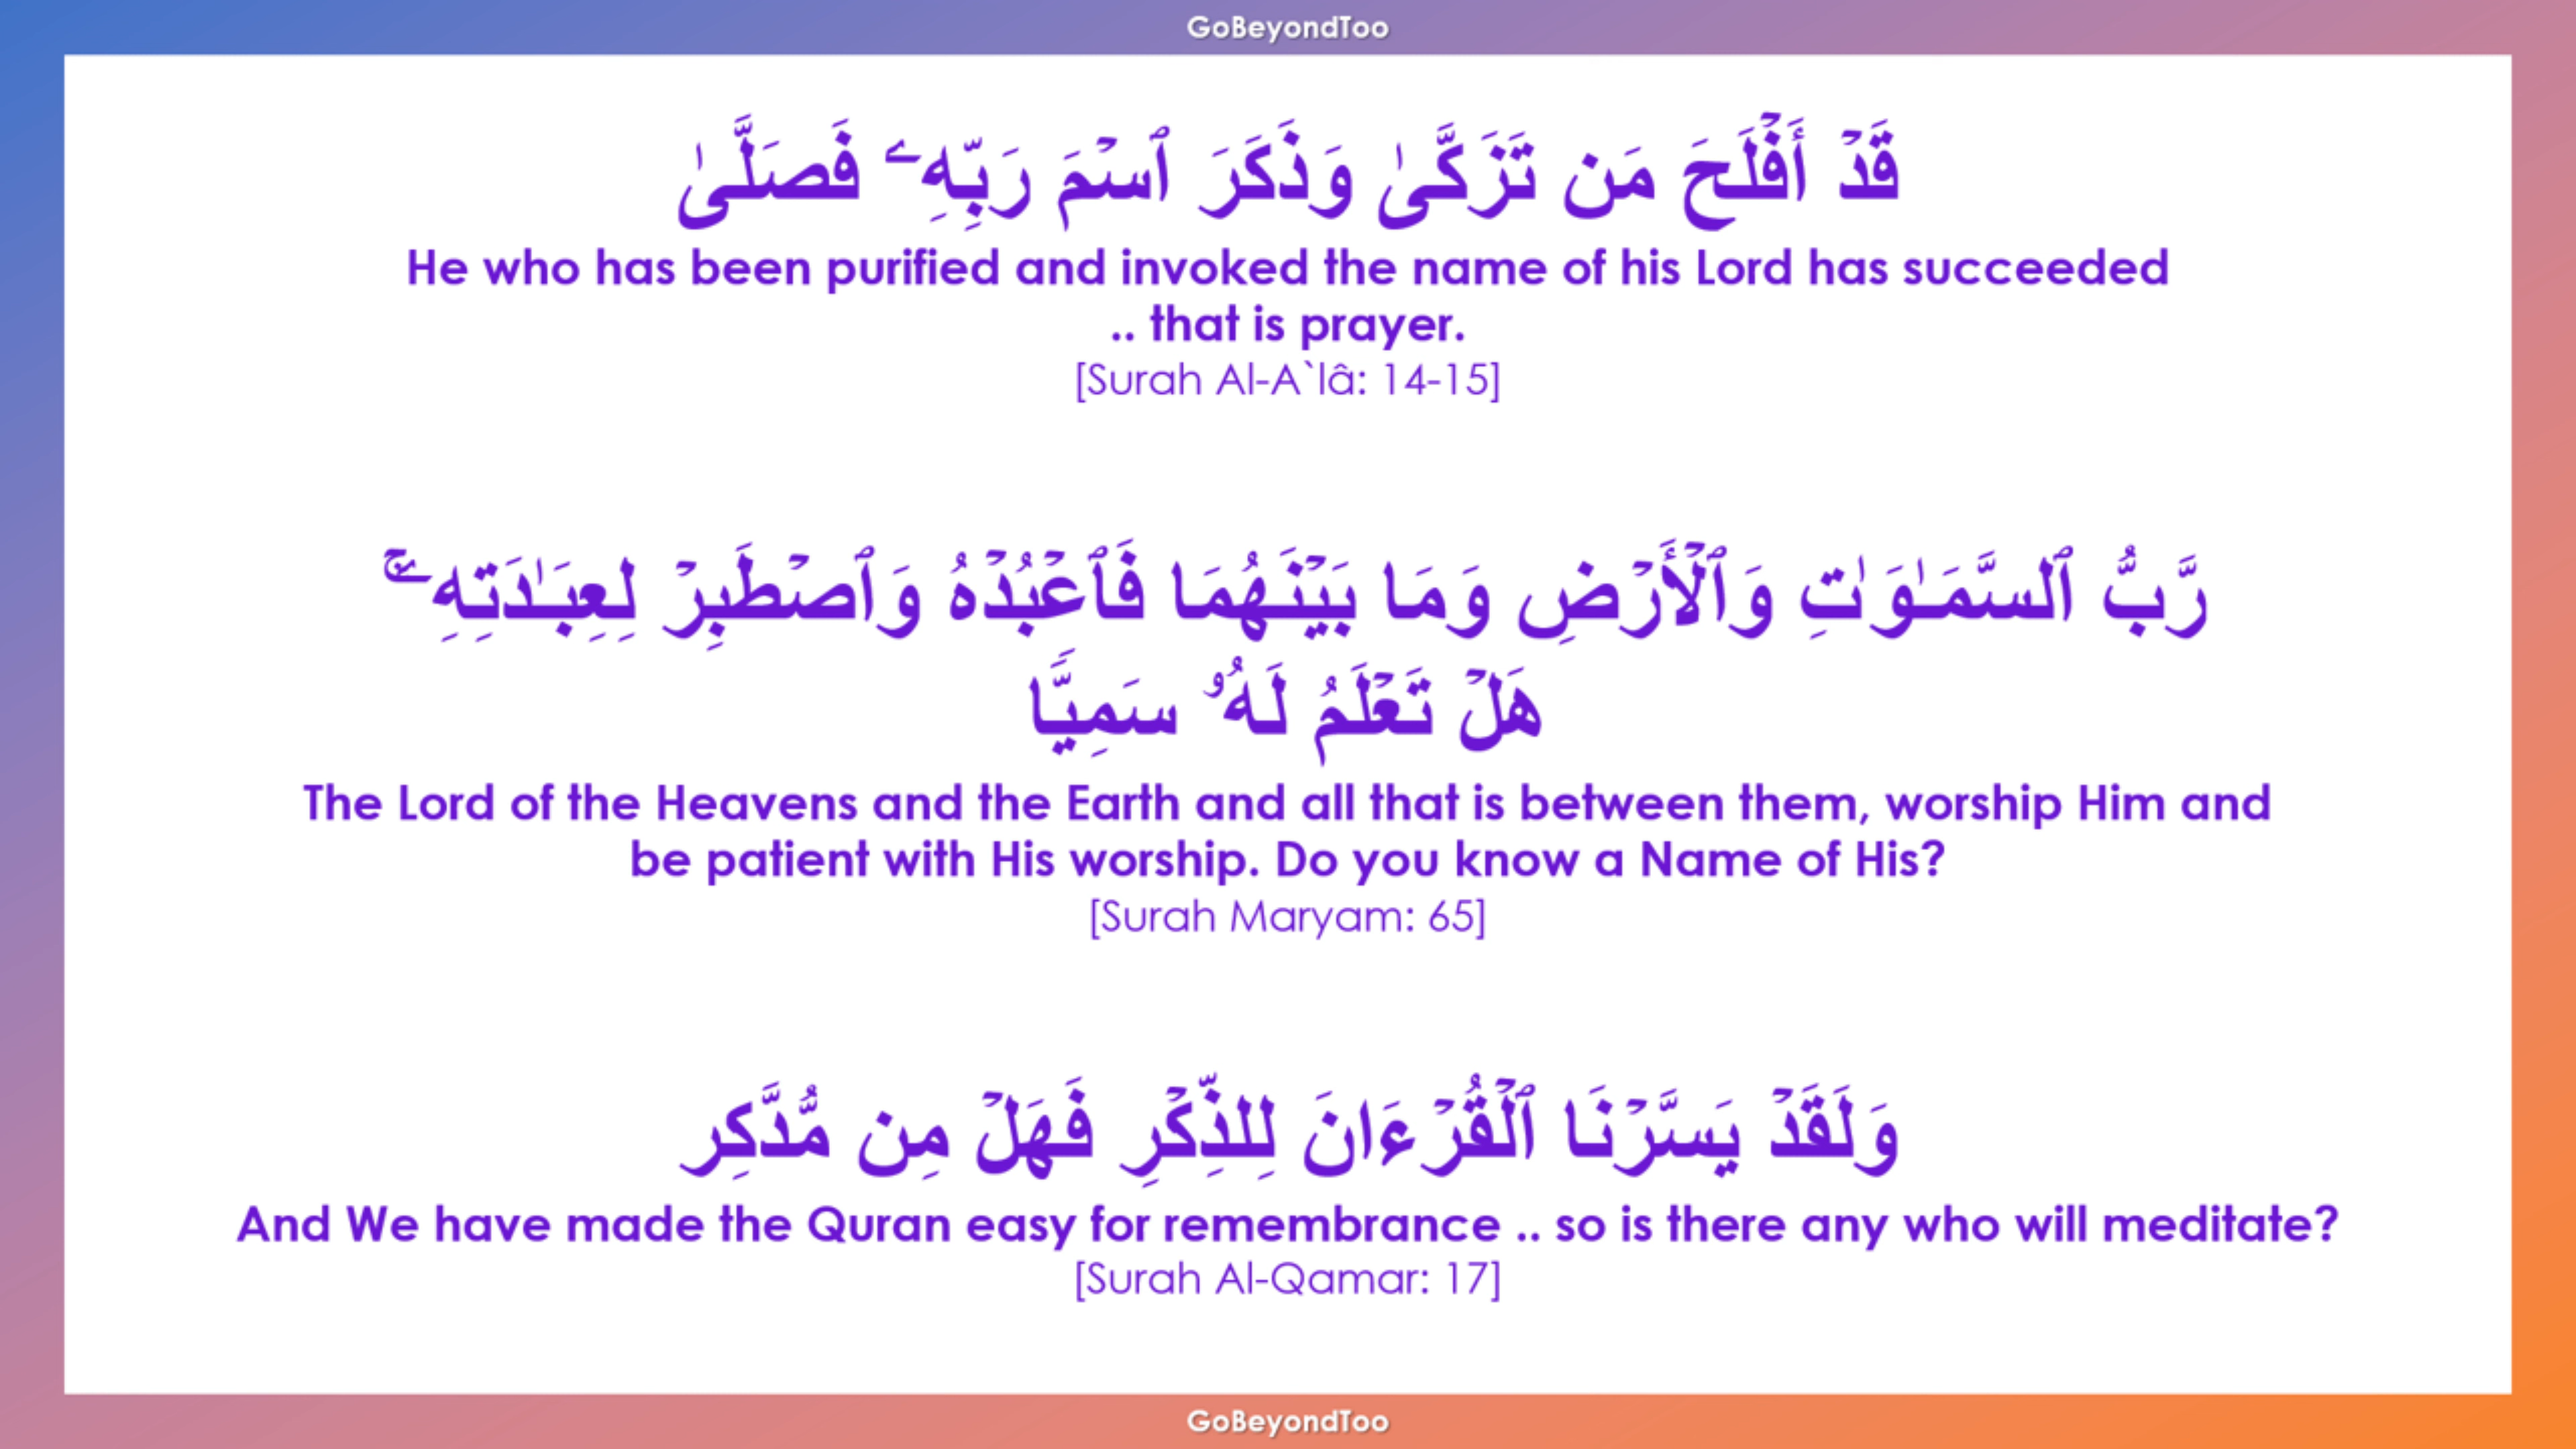 GoBeyondToo
قَدۡ أَفۡلَحَ مَن تَزَكَّىٰ وَذَكَرَ ٱسۡمَ رَبِّهِۦ فَصَلَّىٰ
He who has been purified and invoked the name of his Lord has succeeded
.. that is prayer.
[Surah Al-A`lâ: 14-15]
رَّبُّ ٱلسَّمَـٰوَ ٰ⁠تِ وَٱلۡأَرۡضِ وَمَا بَیۡنَهُمَا فَٱعۡبُدۡهُ وَٱصۡطَبِرۡ لِعِبَـٰدَتِهِۦۚ
هَلۡ تَعۡلَمُ لَهُۥ سَمِیࣰّا
The Lord of the Heavens and the Earth and all that is between them, worship Him and
be patient with His worship. Do you know a Name of His?
[Surah Maryam: 65]
وَلَقَدۡ یَسَّرۡنَا ٱلۡقُرۡءَانَ لِلذِّكۡرِ فَهَلۡ مِن مُّدَّكِر
And We have made the Quran easy for remembrance .. so is there any who will meditate?
[Surah Al-Qamar: 17]
GoBeyondToo